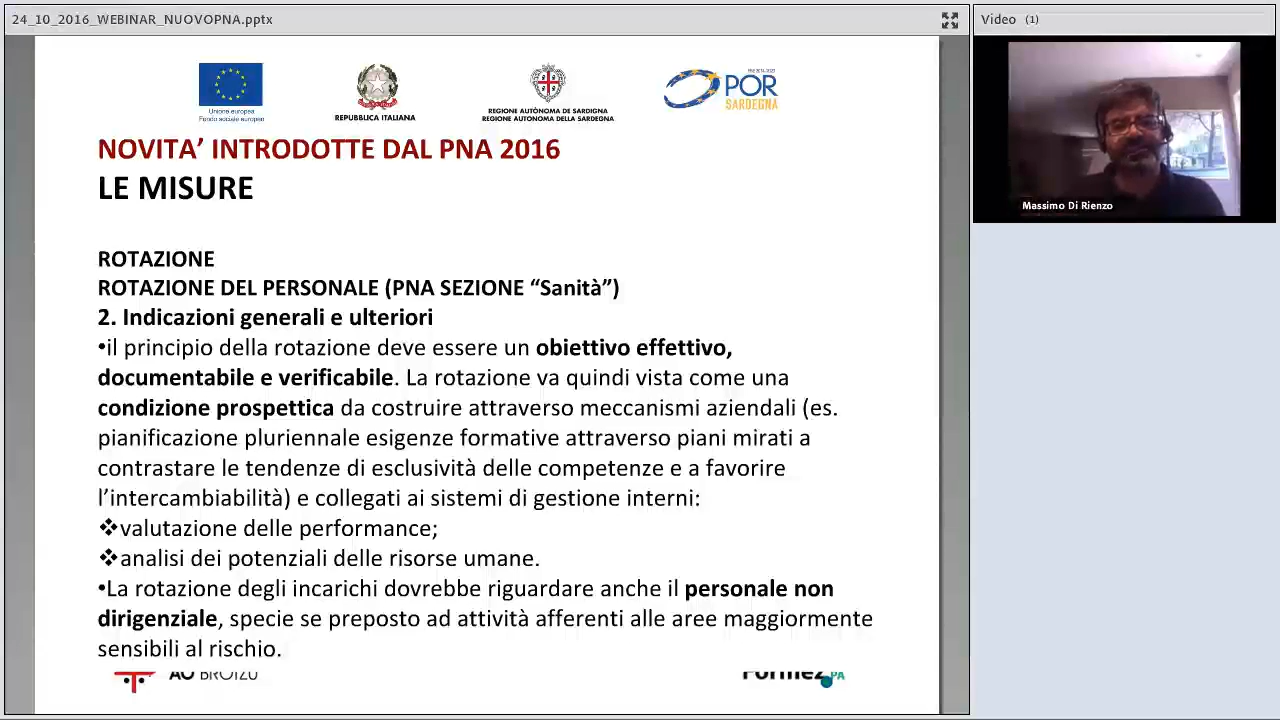 24_10_2016_WEBINAR_NUOVOPNA.pptx
Video (1)
Unione europea
Fondo sociale europeo
REPUBBLICA ITALIANA
REGIONE AUTÒNOMA DE SARDIGNA
REGIONE AUTONOMA DELLA SARDEGNA
POR
SARDEGNA
Massimo Di Rienzo
NOVITA’ INTRODOTTE DAL PNA 2016
LE MISURE
ROTAZIONE
ROTAZIONE DEL PERSONALE (PNA SEZIONE “Sanità”)
2. Indicazioni generali e ulteriori
•il principio della rotazione deve essere un obiettivo effettivo,
documentabile e verificabile. La rotazione va quindi vista come una
condizione prospettica da costruire attraverso meccanismi aziendali (es.
pianificazione pluriennale esigenze formative attraverso piani mirati a
contrastare le tendenze di esclusività delle competenze e a favorire
l’intercambiabilità) e collegati ai sistemi di gestione interni:
❖valutazione delle performance;
❖analisi dei potenziali delle risorse umane.
•La rotazione degli incarichi dovrebbe riguardare anche il personale non
dirigenziale, specie se preposto ad attività afferenti alle aree maggiormente
sensibili al rischio.
Formez PA